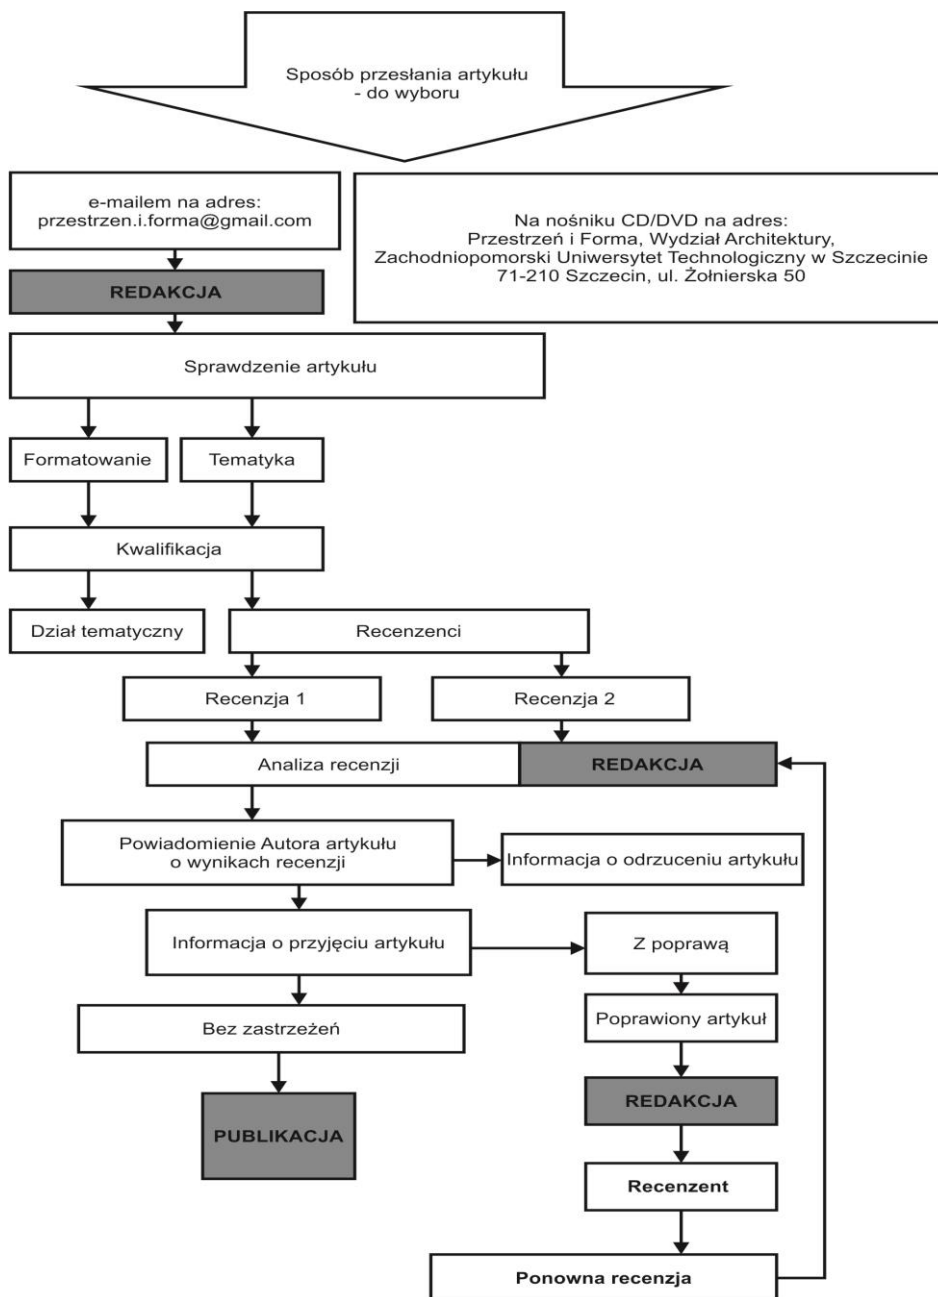 Sposób przesłania artykułu
- do wyboru
e-mailem na adres:
przestrzen.i.forma@gmail.com
Na nośniku CD/DVD na adres:
Przestrzeń i Forma, Wydział Architektury,
Zachodniopomorski Uniwersytet Technologiczny w Szczecinie
71-210 Szczecin, ul. Żołnierska 50
REDAKCJA
Sprawdzenie artykułu
Formatowanie
Tematyka
Kwalifikacja
Dział tematyczny
Recenzenci
Recenzja 1
Recenzja 2
Analiza recenzji
REDAKCJA
Powiadomienie Autora artykułu
o wynikach recenzji
Informacja o odrzuceniu artykułu
Informacja o przyjęciu artykułu
Z poprawą
Bez zastrzeżeń
Poprawiony artykuł
REDAKCJA
PUBLIKACJA
Recenzent
Ponowna recenzja